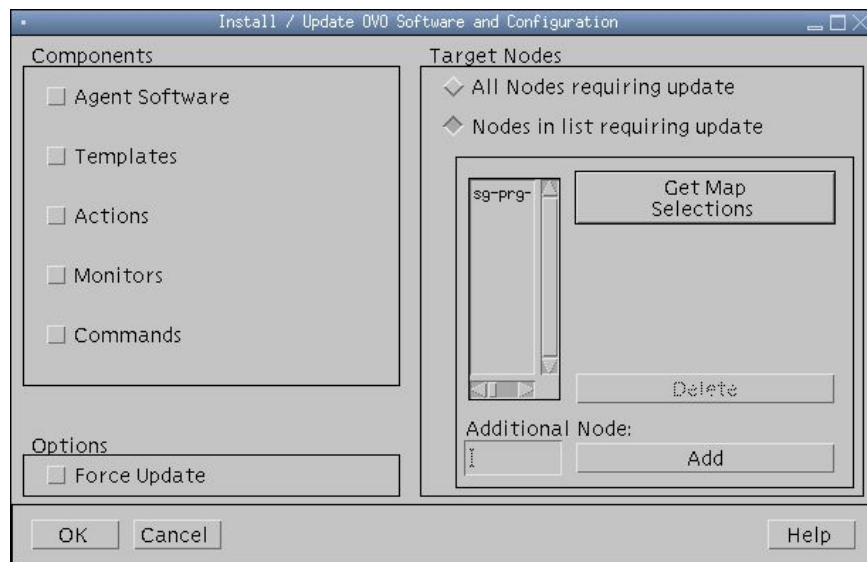 Install / Update OVO Software and Configuration
Components
Agent Software
Templates
Actions
Monitors
Commands
Options
Force Update
Target Nodes
All Nodes requiring update
Nodes in list requiring update
sg-prg-
Get Map
Selections
Delete
Additional Node:
Add
OK
Cancel
Help